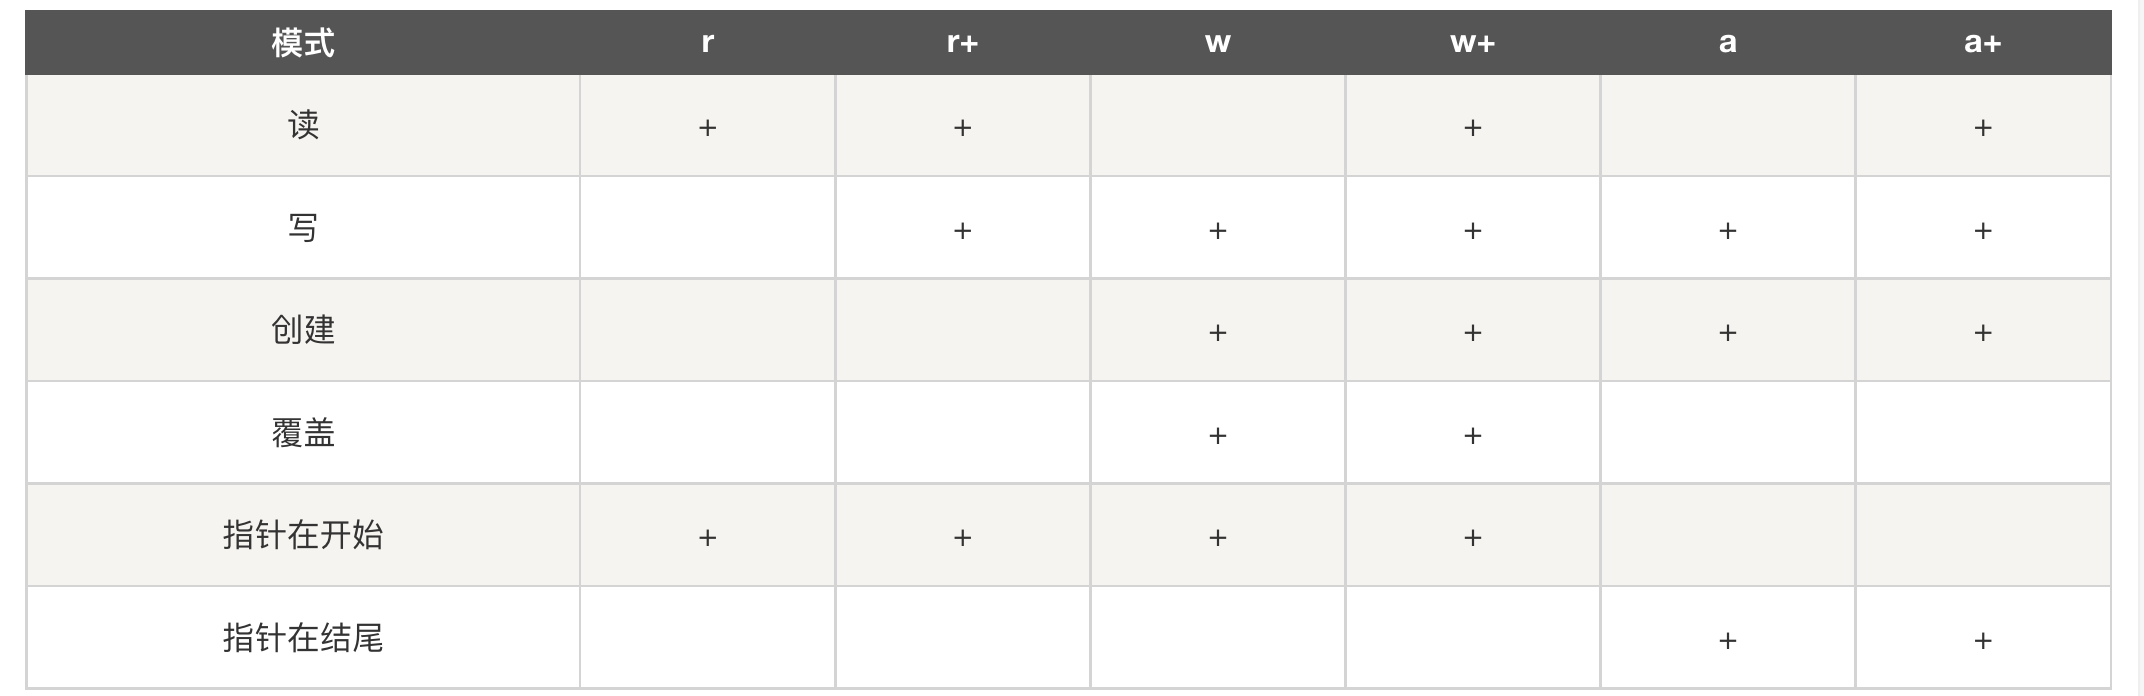 模式 r r+ w w+ a a+
读 + + + +
写 + + + + +
创建 + + + +
覆盖 + +
指针在开始 + + + +
指针在结尾 + +